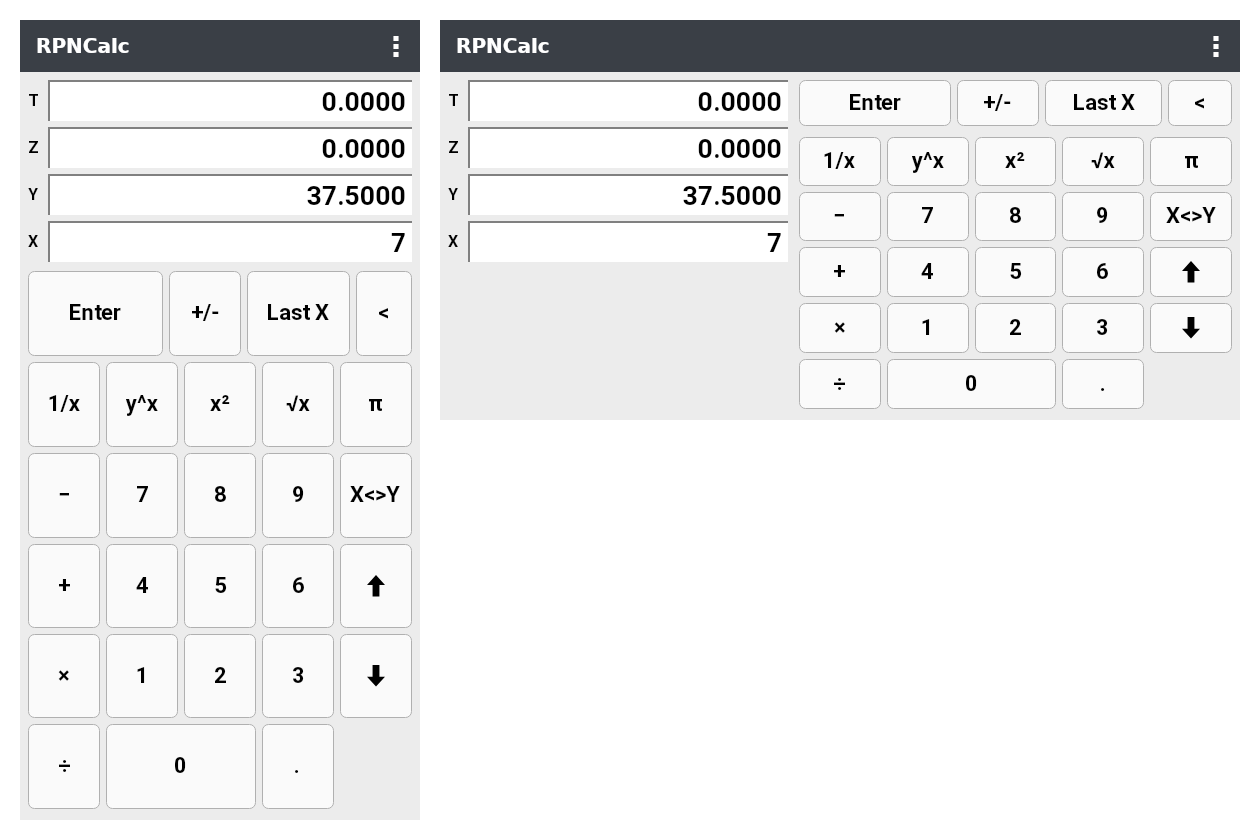 RPNCalc
T 0.0000
Z 0.0000
Y 37.5000
X 7
Enter +/- Last X <
1/x y^x x² √x π
− 7 8 9 X<>Y
+ 4 5 6 ⬆
× 1 2 3 ⬇
÷ 0 .
RPNCalc
T 0.0000
Z 0.0000
Y 37.5000
X 7
Enter +/- Last X <
1/x y^x x² √x π
− 7 8 9 X<>Y
+ 4 5 6 ⬆
× 1 2 3 ⬇
÷ 0 .